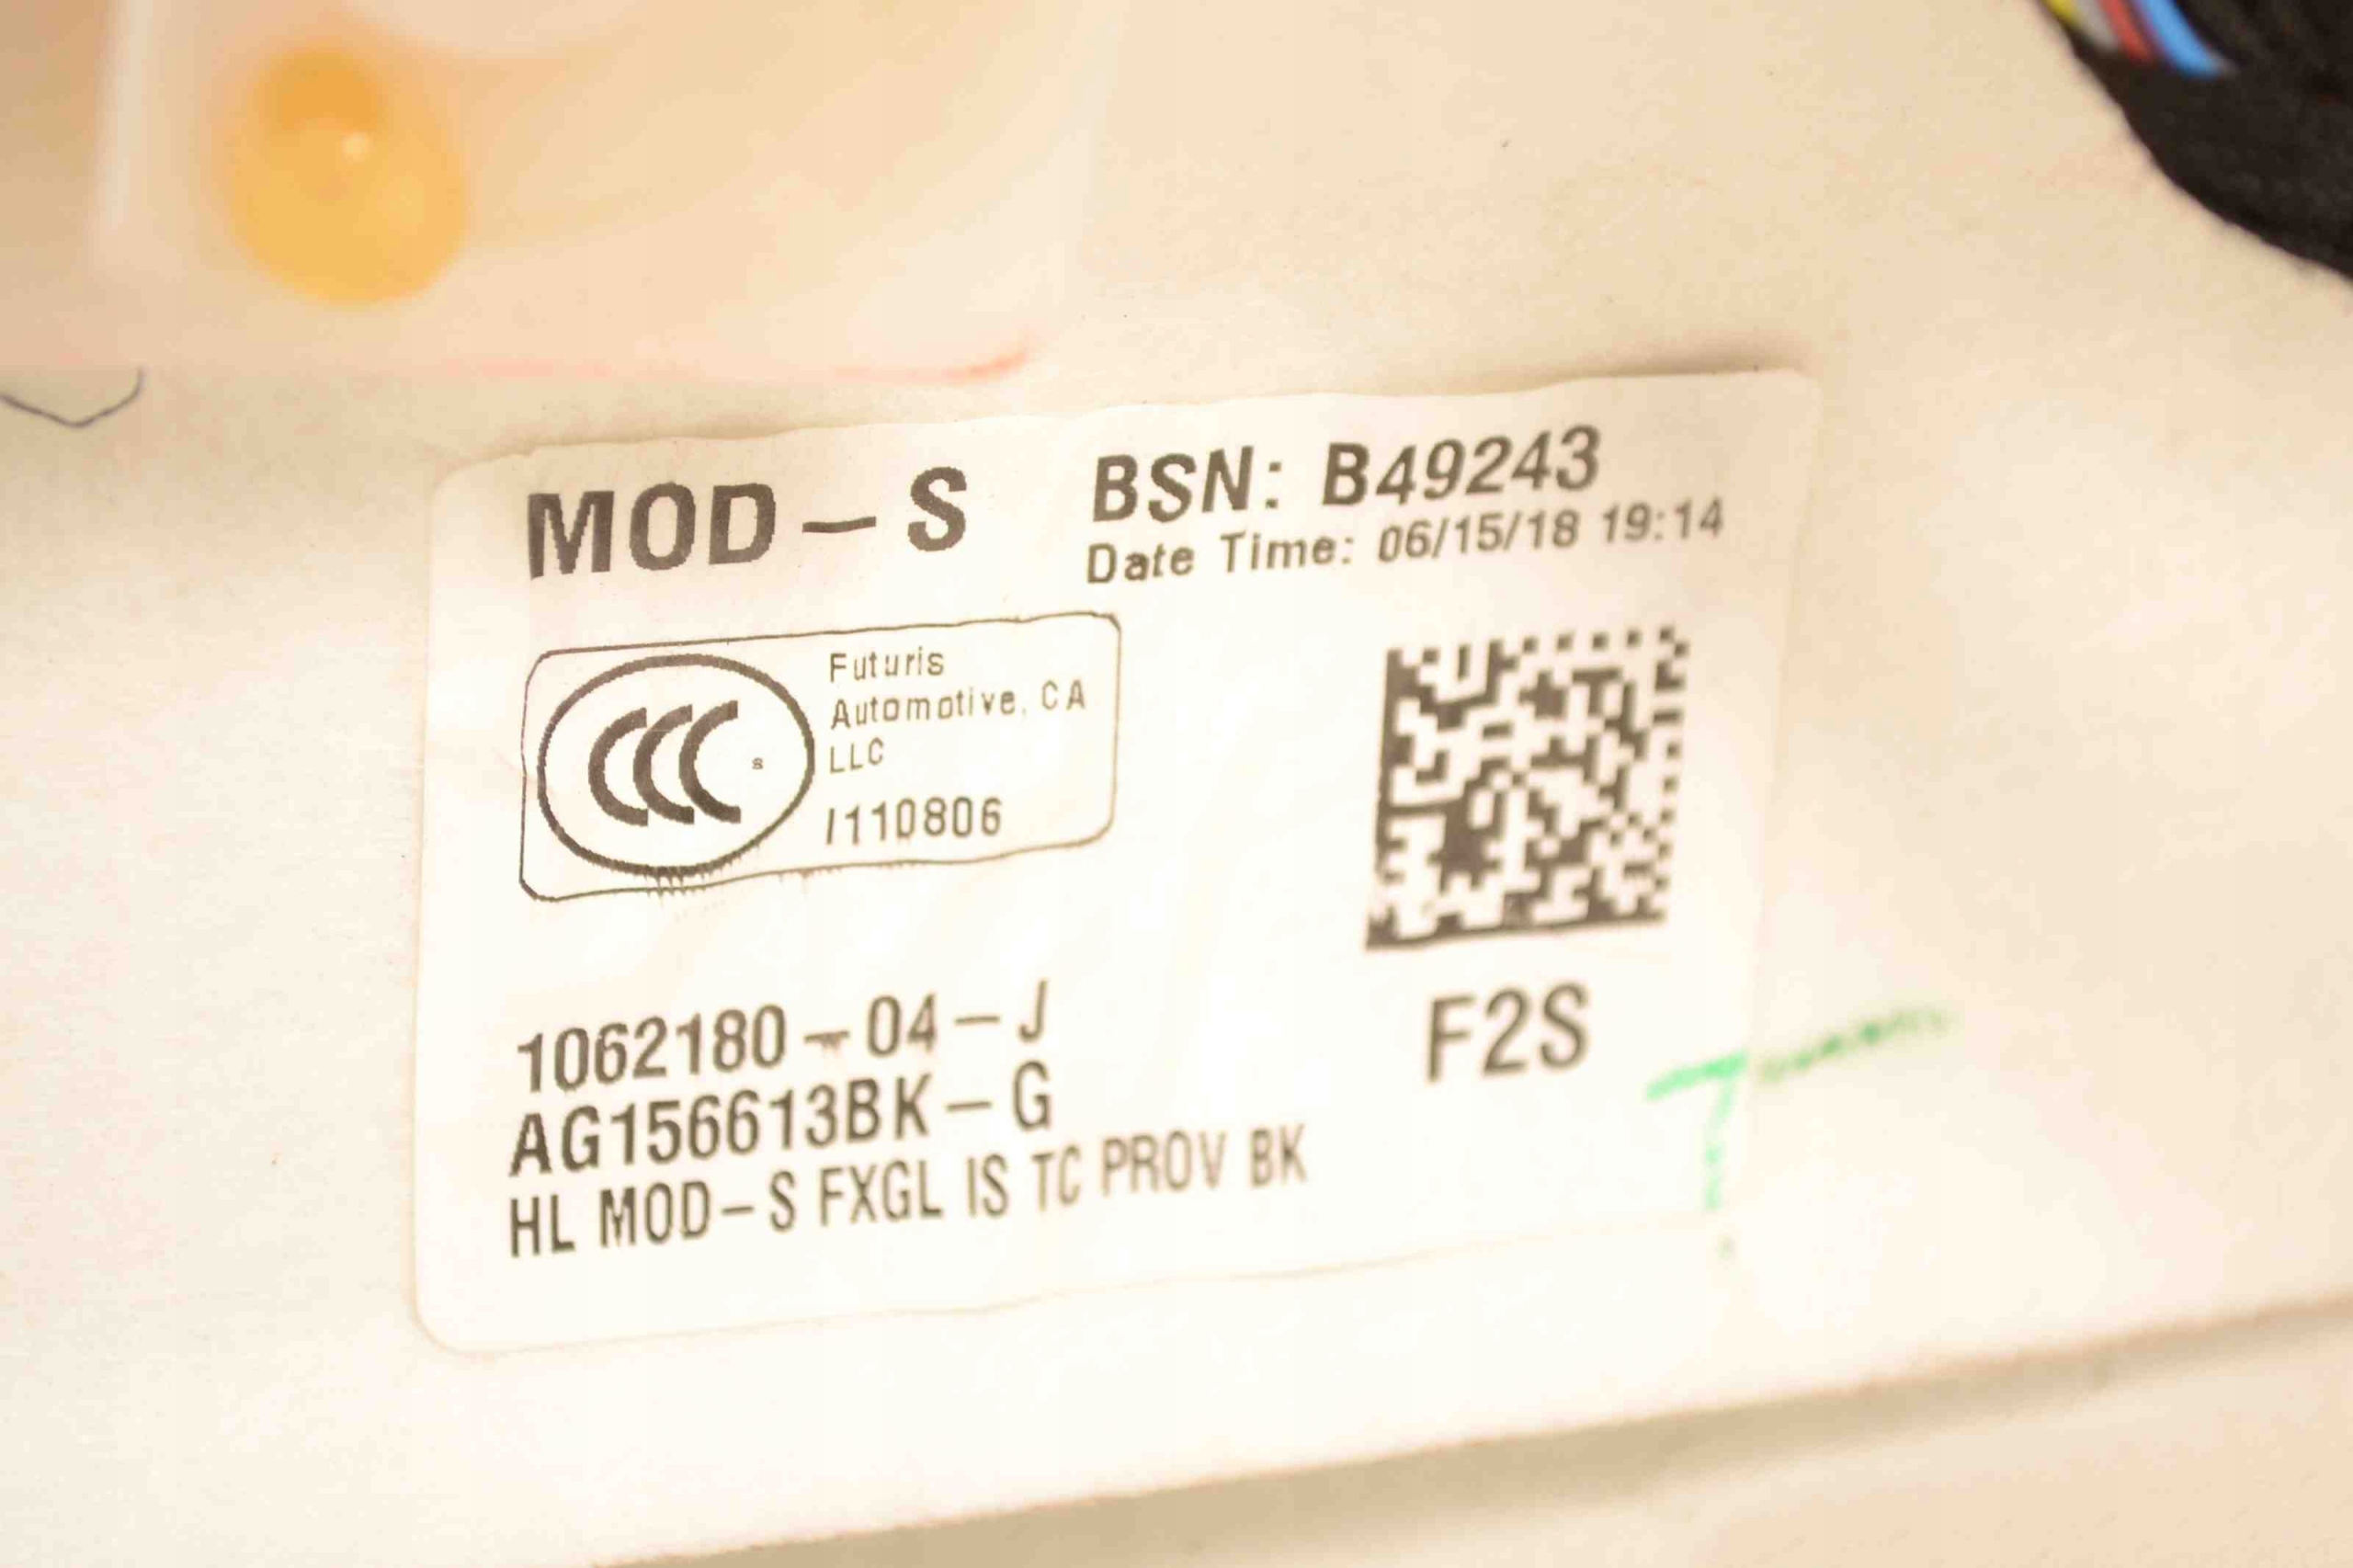 MOD-S
BSN: B49243
Date Time: 06/15/18 19:14
CCC S
Futuris
Automotive, CA
LLC
I110806
1062180-04-J
AG156613BK-G
HL MOD-S FXGL IS TC PROV BK
F2S